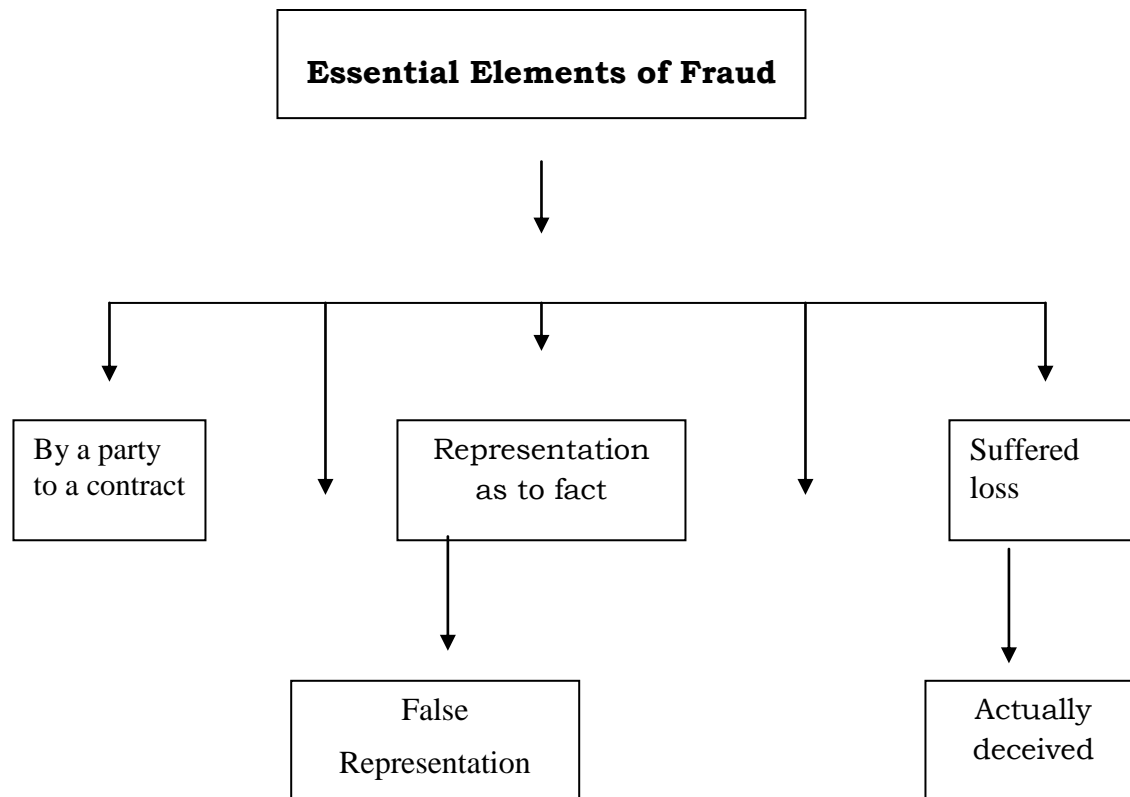 Essential Elements of Fraud
By a party
to a contract
Representation
as to fact
Suffered
loss
False
Representation
Actually
deceived